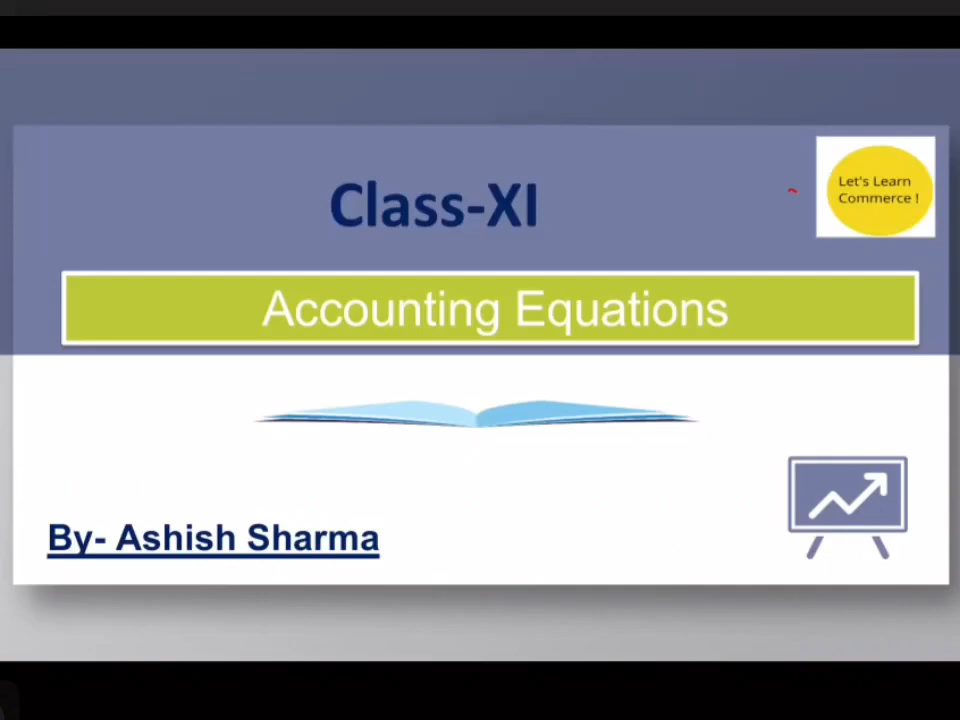 Class-XI
Let's Learn
Commerce !
Accounting Equations
By- Ashish Sharma